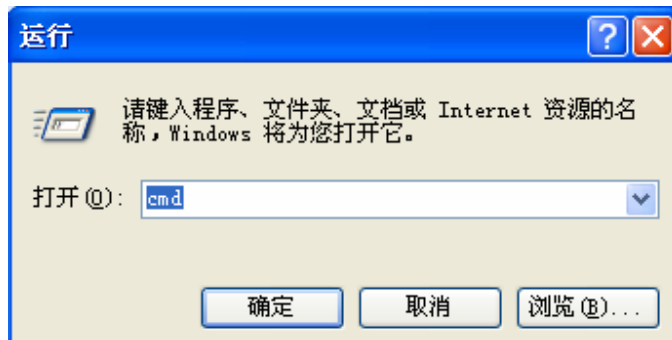 运行
请键入程序、文件夹、文档或 Internet 资源的名
称,Windows 将为您打开它。
打开(O): cmd
确定 取消 浏览(B)...